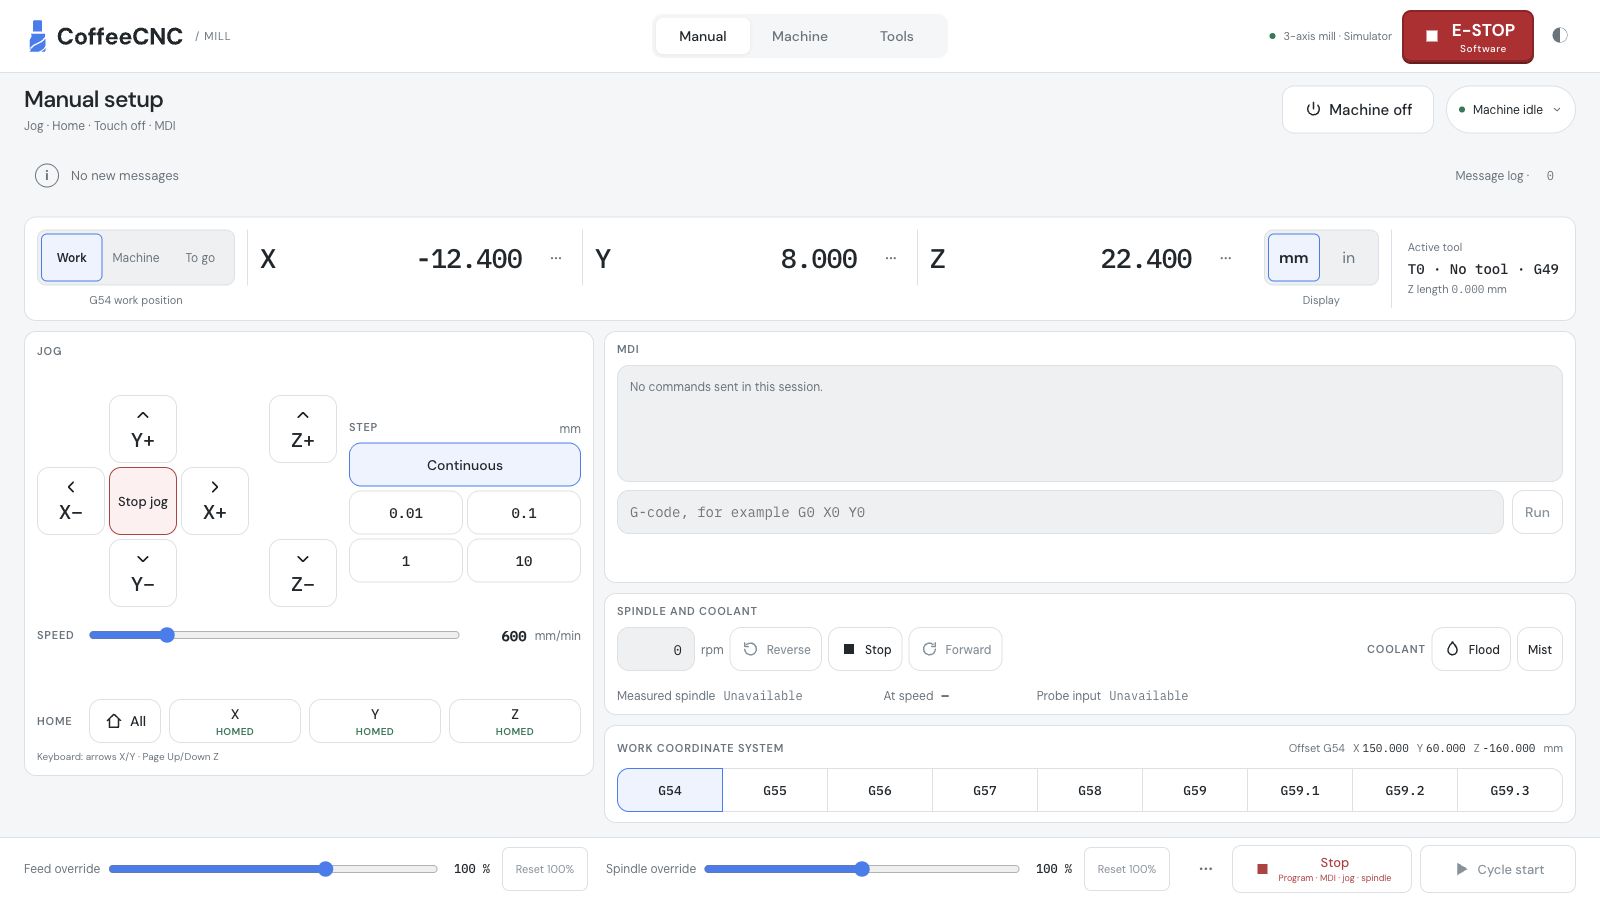 CoffeeCNC / MILL
Manual
Machine
Tools
3-axis mill · Simulator
E-STOP
Software
Manual setup
Jog · Home · Touch off · MDI
Machine off
Machine idle
i
No new messages
Message log · 0
Work
Machine
To go
G54 work position
X -12.400 ...
Y 8.000 ...
Z 22.400 ...
mm
in
Display
Active tool
T0 · No tool · G49
Z length 0.000 mm
JOG
Y+
Z+
X−
Stop jog
X+
Y−
Z−
STEP mm
Continuous
0.01
0.1
1
10
SPEED 600 mm/min
HOME
All
X
HOMED
Y
HOMED
Z
HOMED
Keyboard: arrows X/Y · Page Up/Down Z
MDI
No commands sent in this session.
G-code, for example G0 X0 Y0
Run
SPINDLE AND COOLANT
0 rpm
Reverse
Stop
Forward
COOLANT
Flood
Mist
Measured spindle Unavailable
At speed –
Probe input Unavailable
WORK COORDINATE SYSTEM
Offset G54 X 150.000 Y 60.000 Z -160.000 mm
G54
G55
G56
G57
G58
G59
G59.1
G59.2
G59.3
Feed override 100 %
Reset 100%
Spindle override 100 %
Reset 100%
...
Stop
Program · MDI · jog · spindle
Cycle start